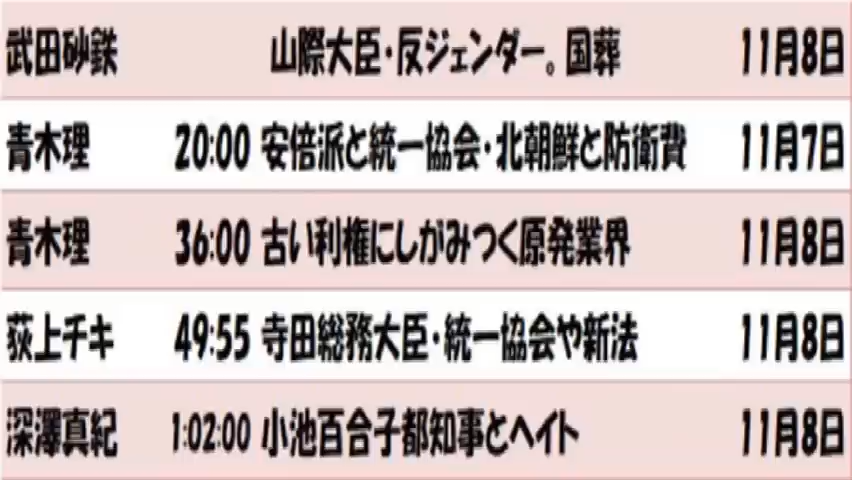 武田砂鉄 山際大臣・反ジェンダー。国葬 11月8日
青木理 20:00 安倍派と統一協会・北朝鮮と防衛費 11月7日
青木理 36:00 古い利権にしがみつく原発業界 11月8日
荻上チキ 49:55 寺田総務大臣・統一協会や新法 11月8日
深澤真紀 1:02:00 小池百合子都知事とヘイト 11月8日